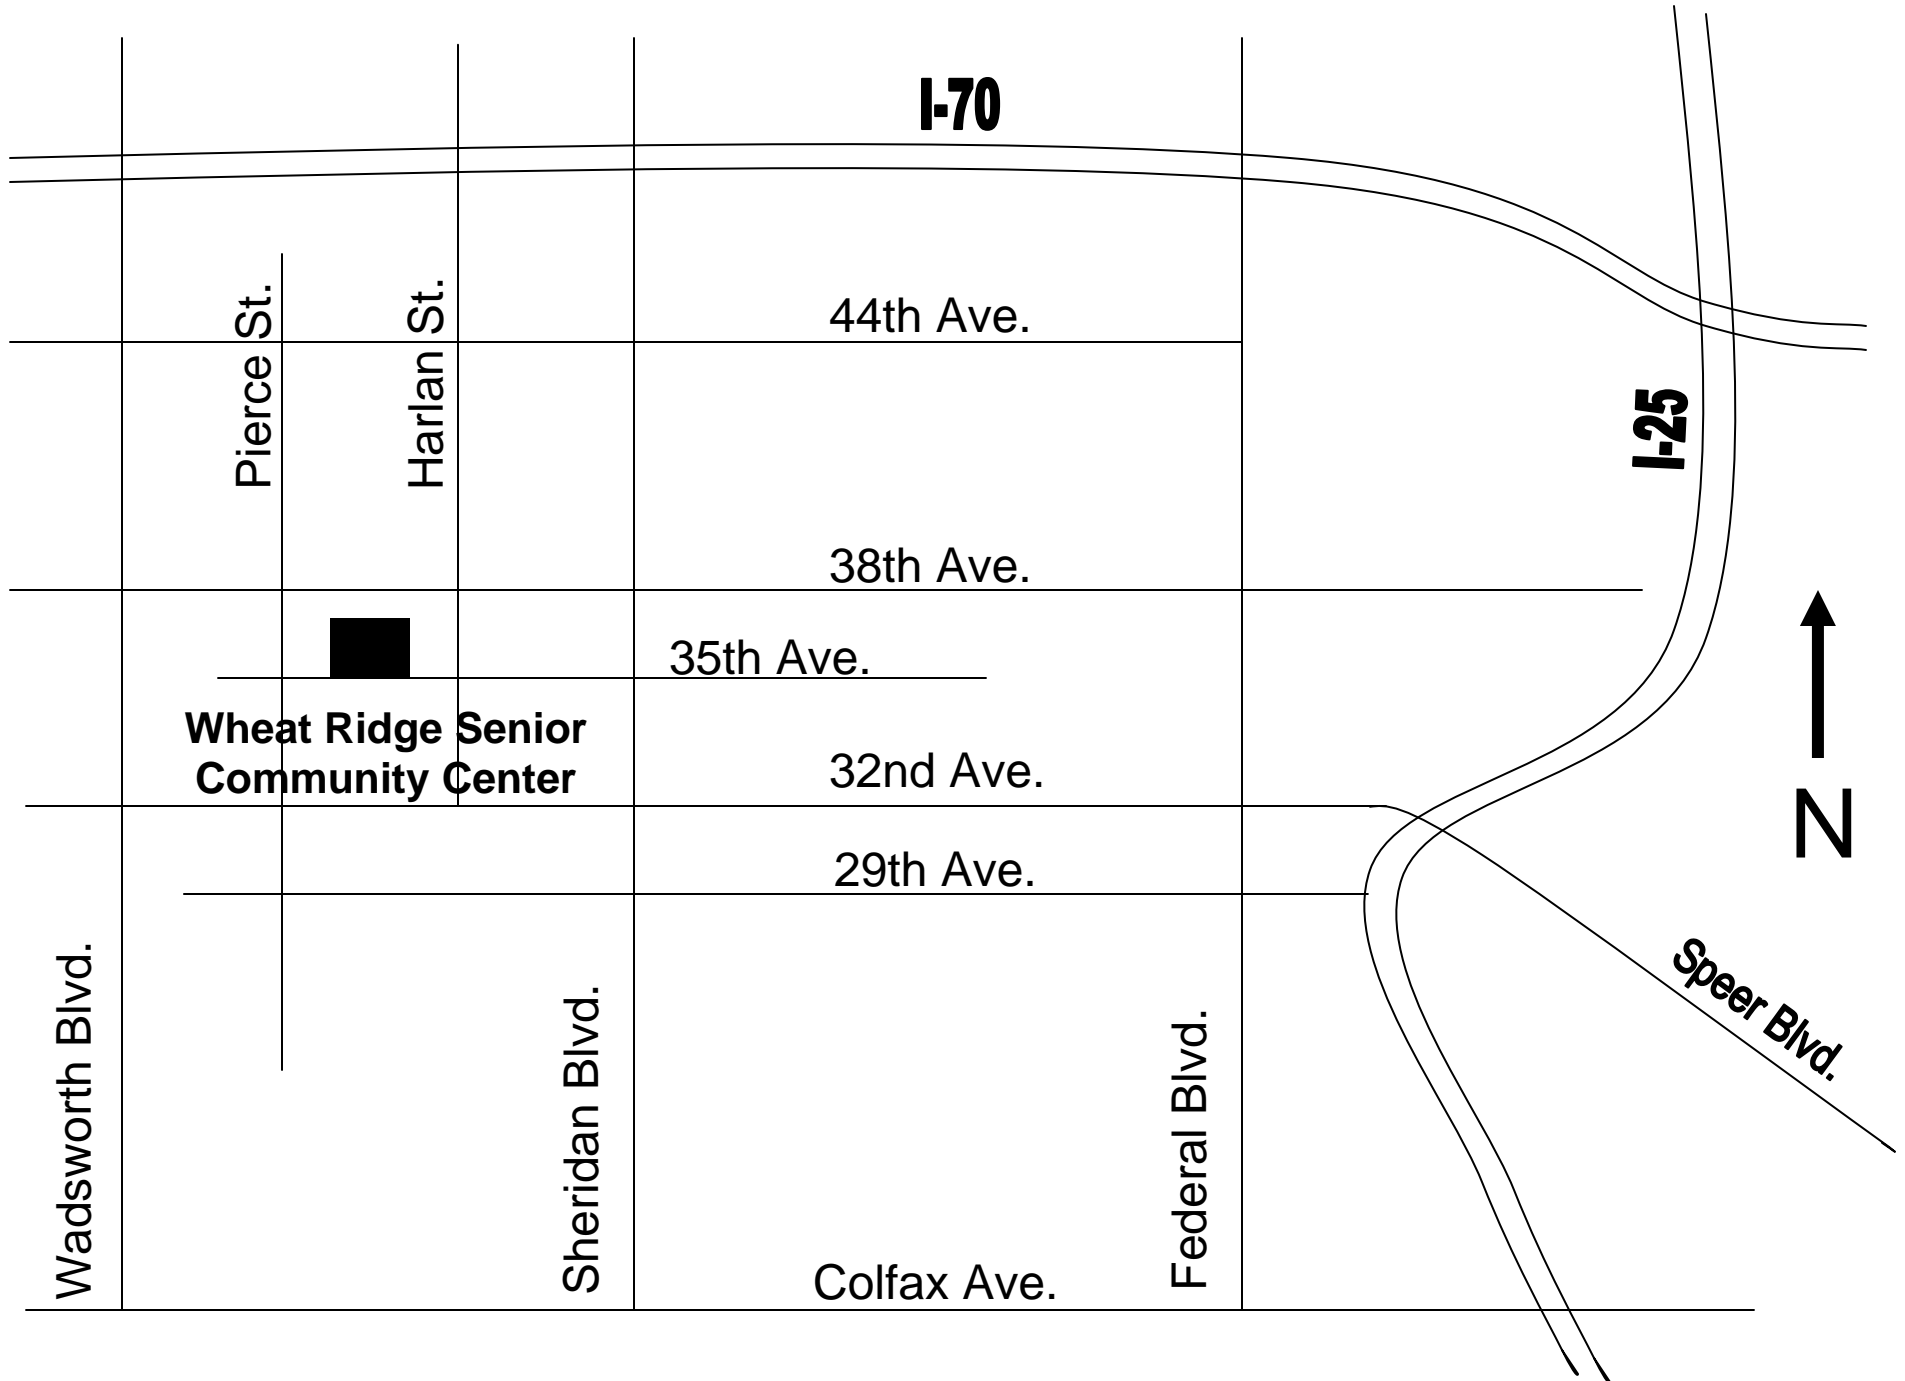 I-70
Pierce St.
Harlan St.
44th Ave.
I-25
38th Ave.
35th Ave.
Wheat Ridge Senior
Community Center
32nd Ave.
N
29th Ave.
Wadsworth Blvd.
Sheridan Blvd.
Federal Blvd.
Speer Blvd.
Colfax Ave.